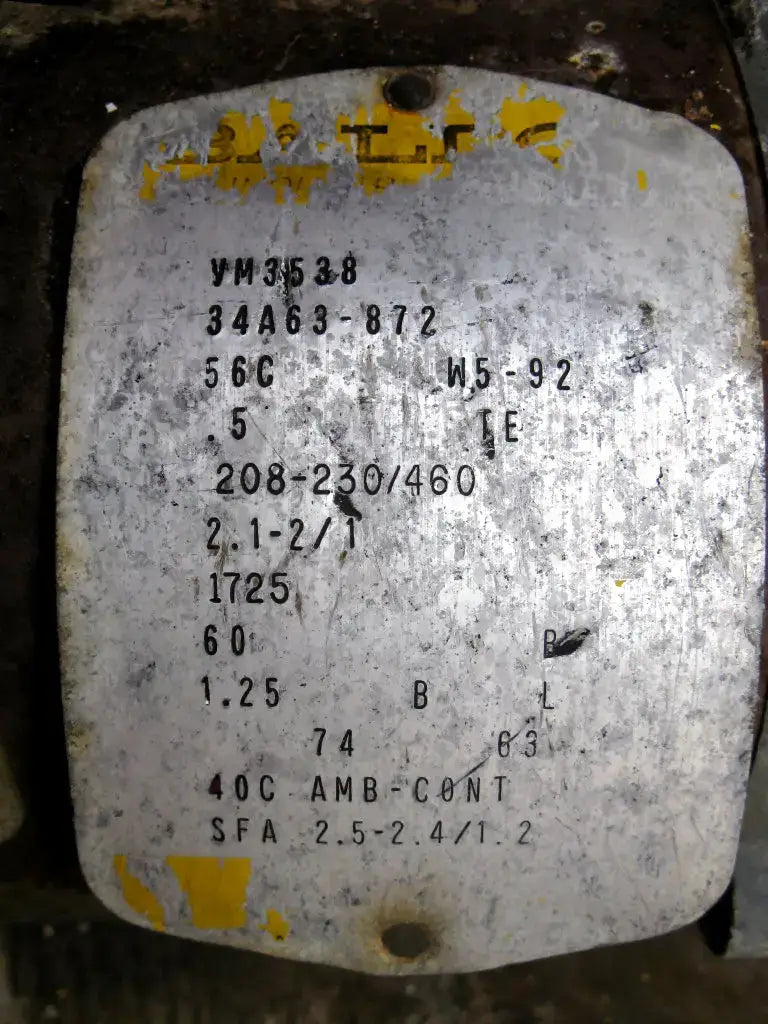 VM3538
34A63-872
56C W5-92
.5 TE
208-230/460
2.1-2/1
1725
60
1.25 B L
74 63
40C AMB-CONT
SFA 2.5-2.4/1.2